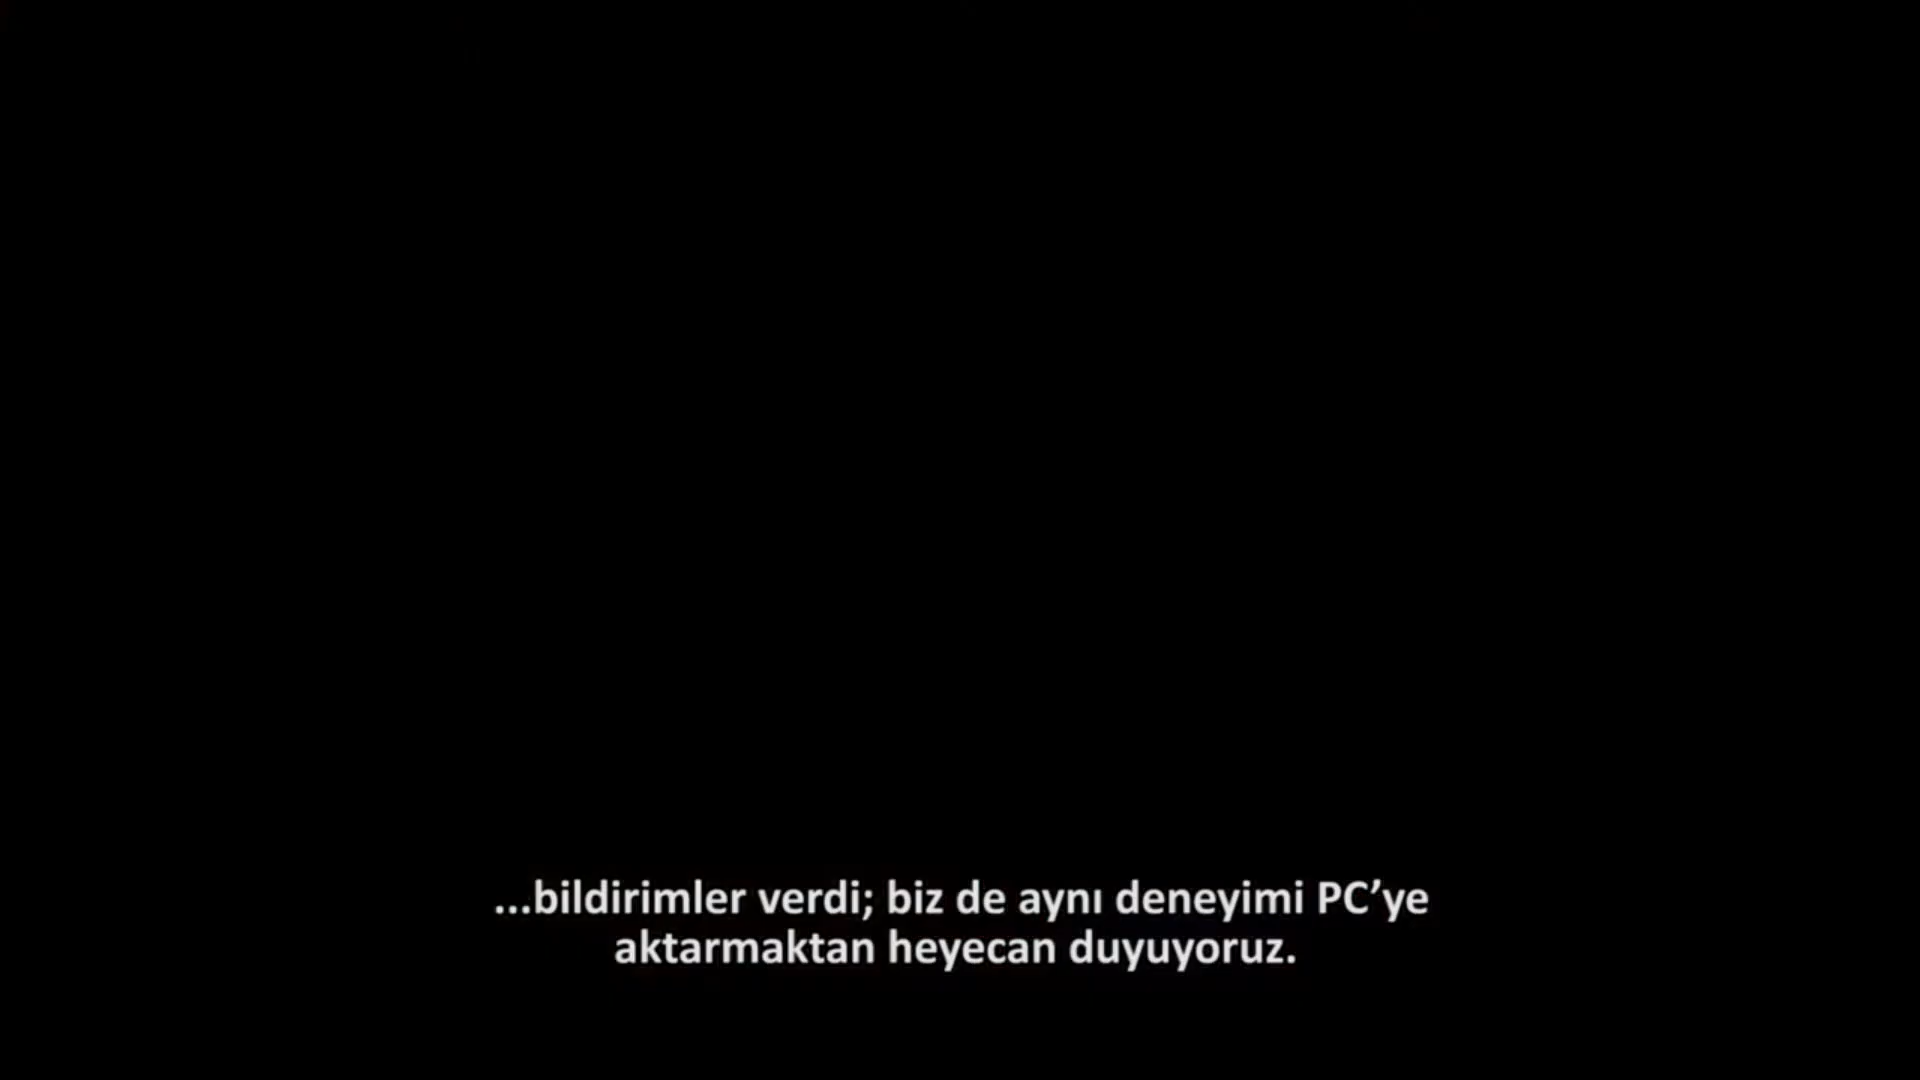 ...bildirimler verdi; biz de aynı deneyimi PC’ye
aktarmaktan heyecan duyuyoruz.